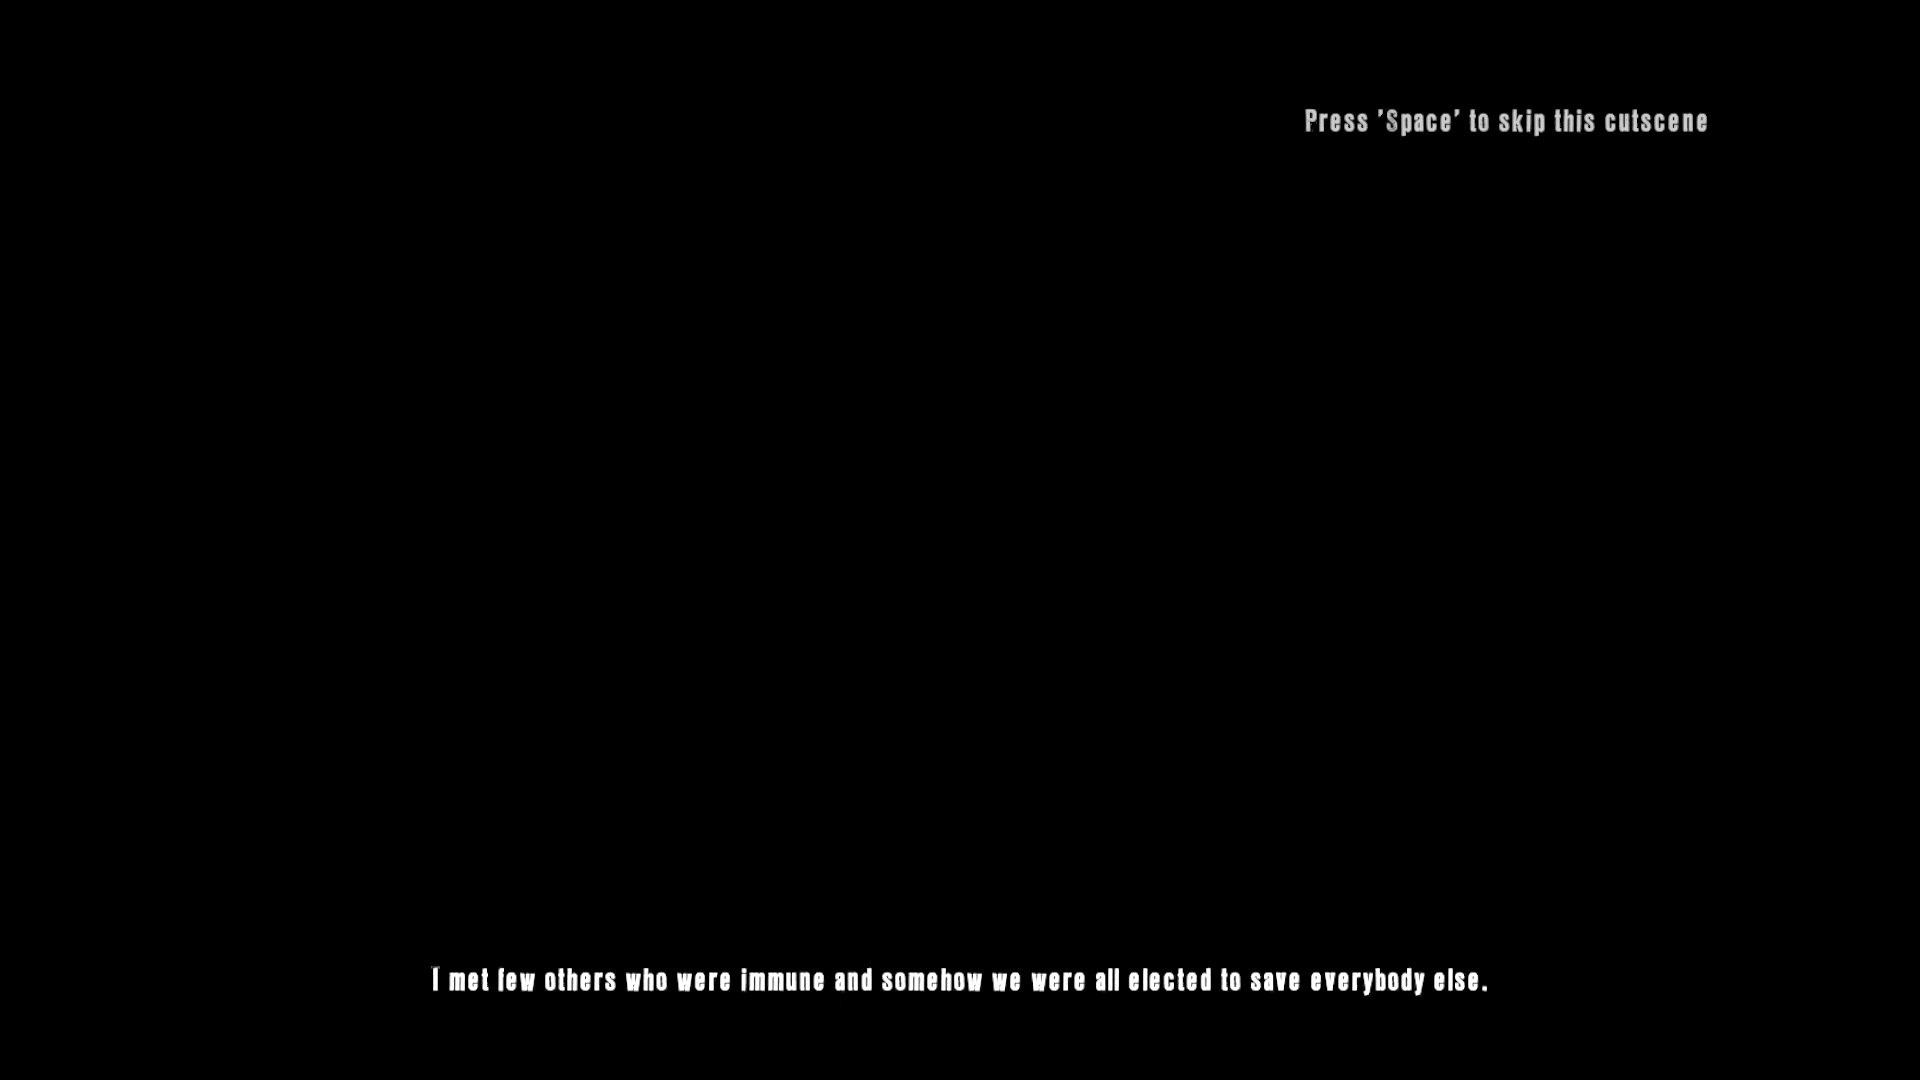 Press 'Space' to skip this cutscene
I met few others who were immune and somehow we were all elected to save everybody else.